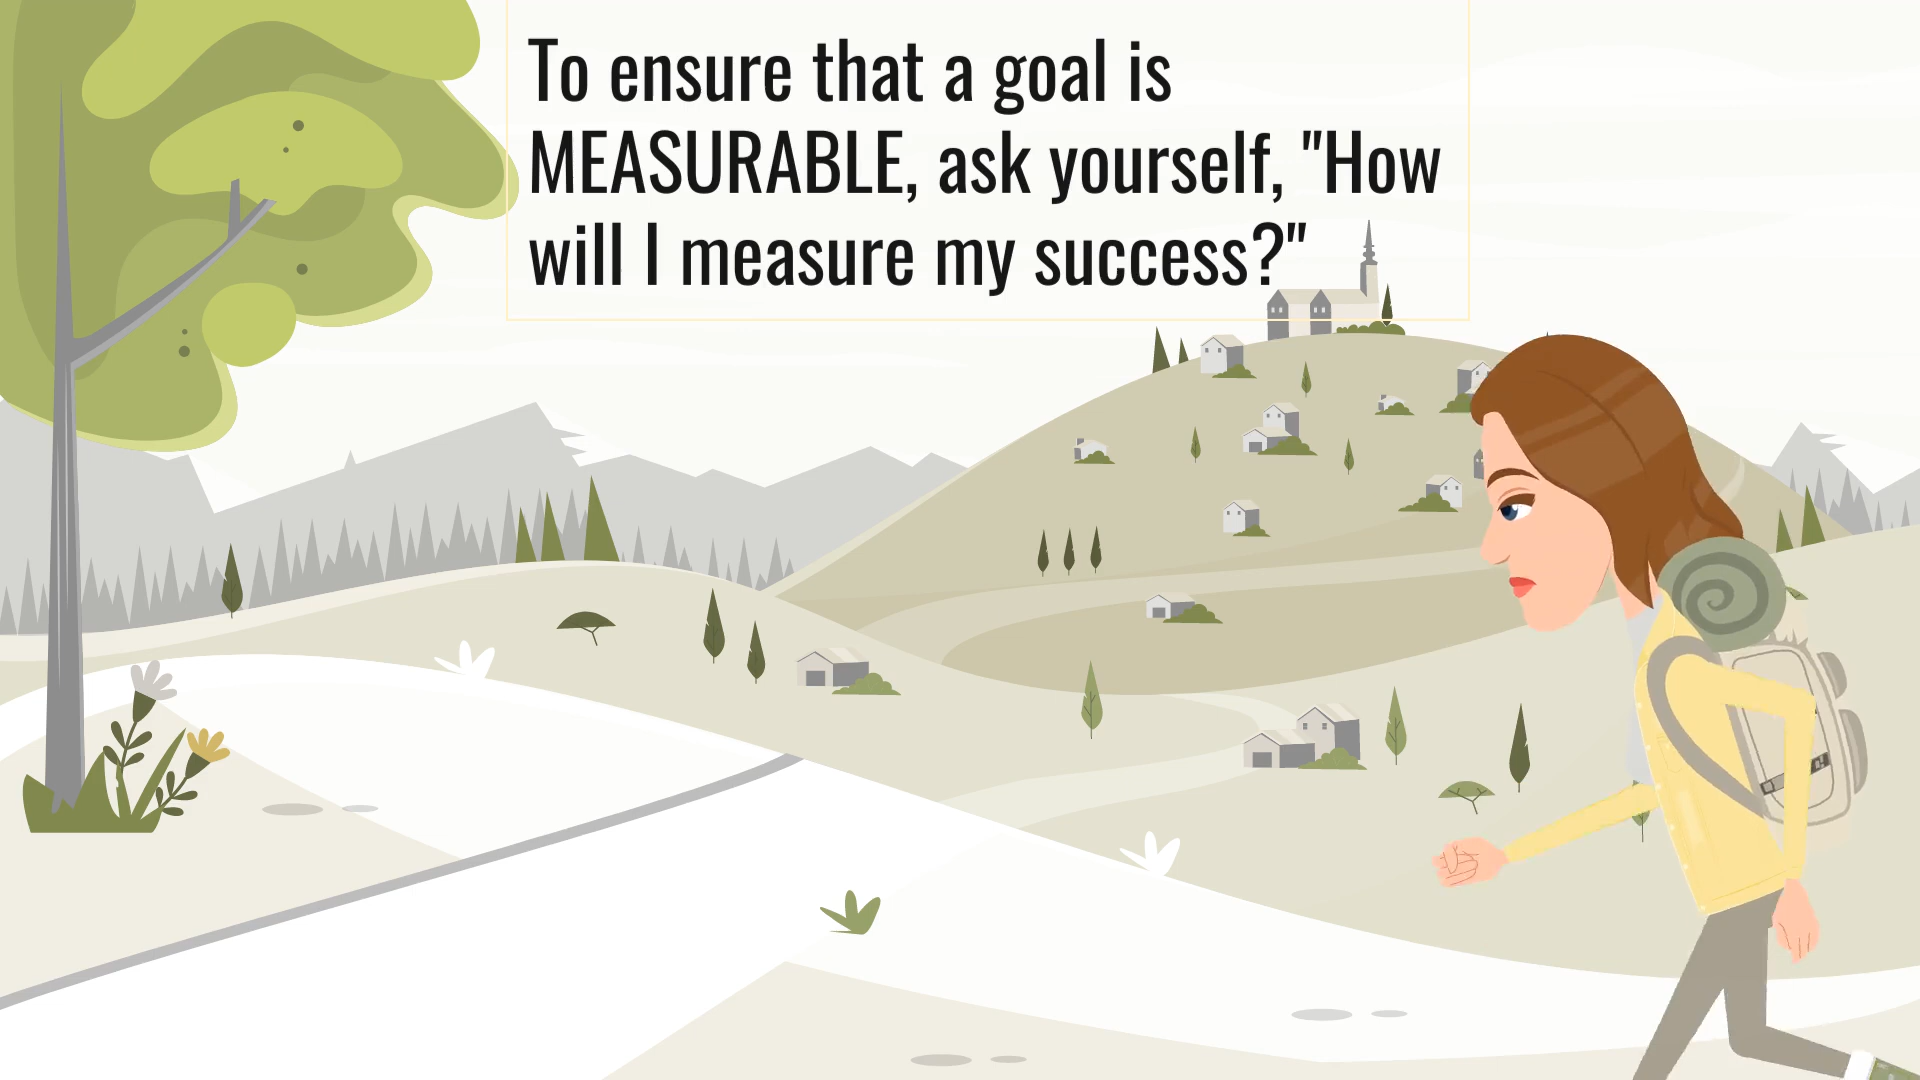 To ensure that a goal is
MEASURABLE, ask yourself, "How
will I measure my success?"